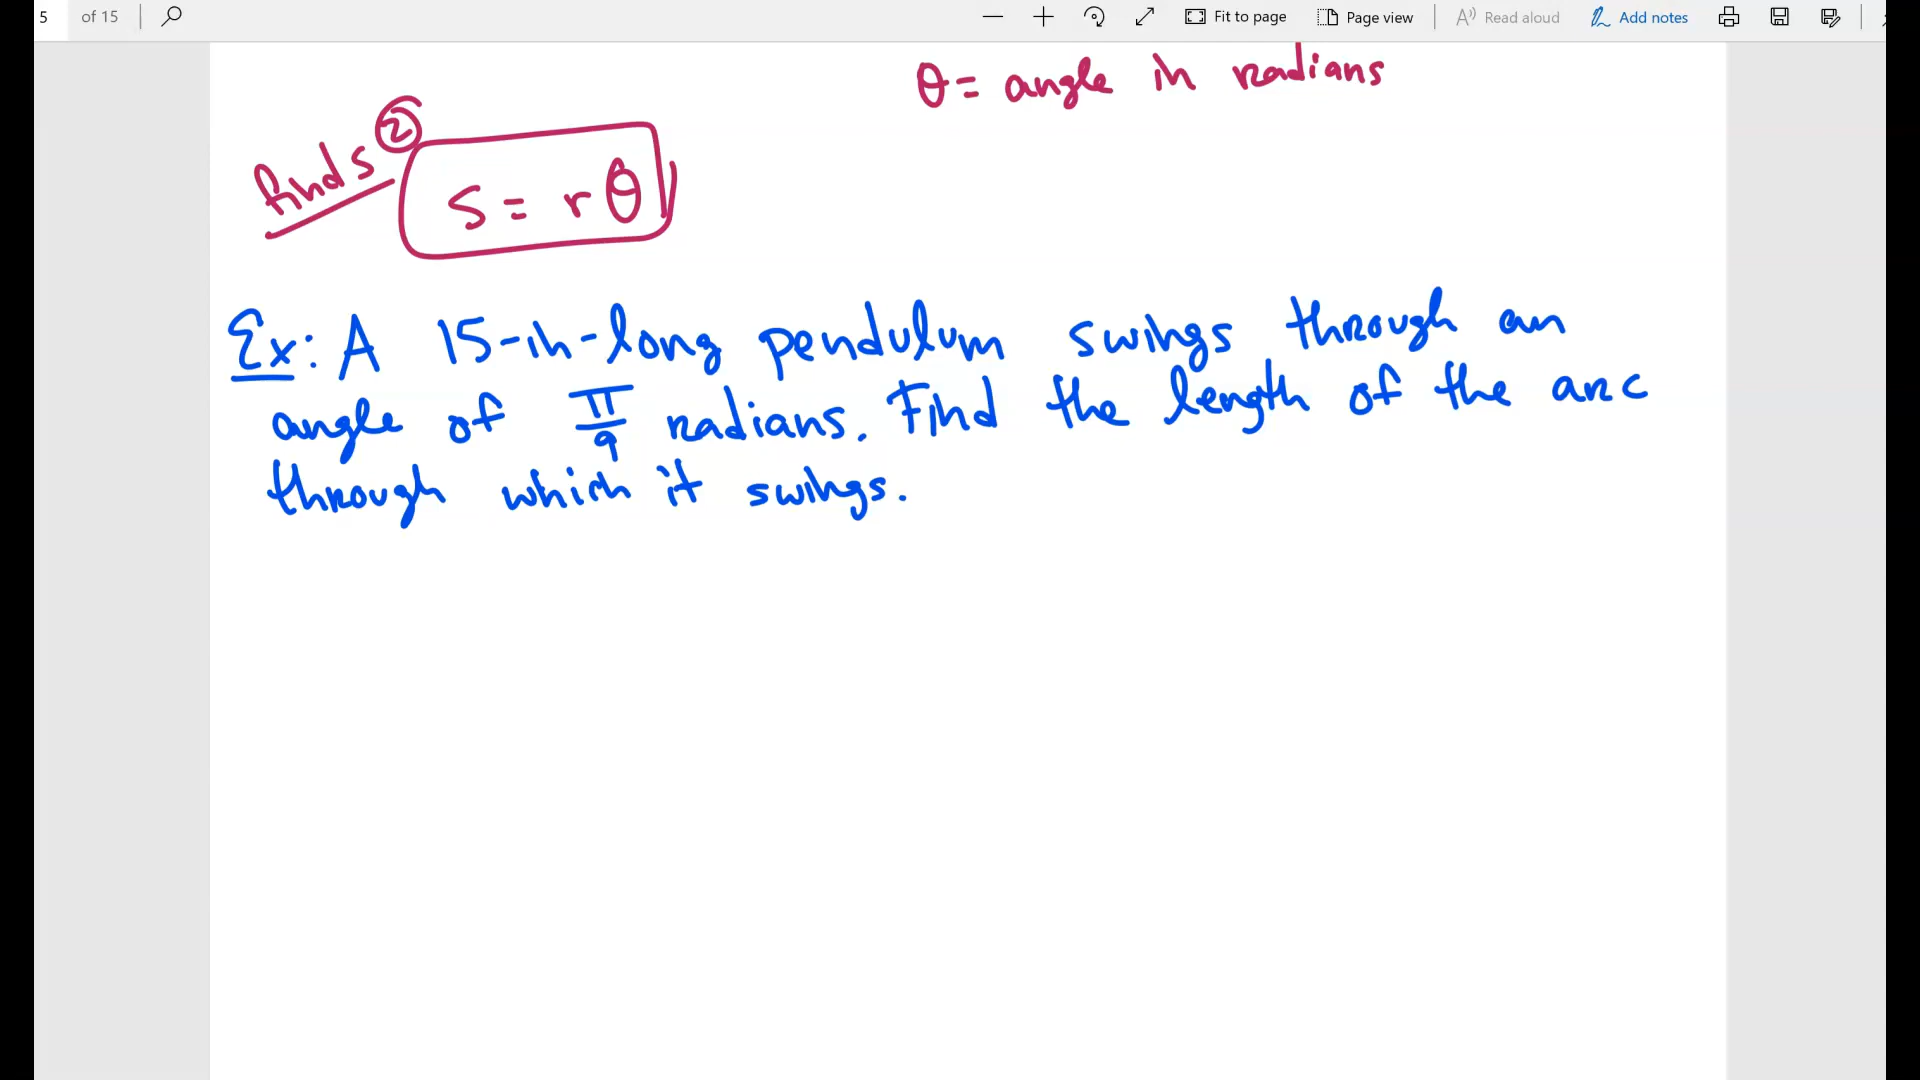 5 of 15 Fit to page Page view Read aloud Add notes
θ = angle in radians
finds ②
s = rθ
Ex: A 15-in-long pendulum swings through an
angle of π/9 radians. Find the length of the arc
through which it swings.